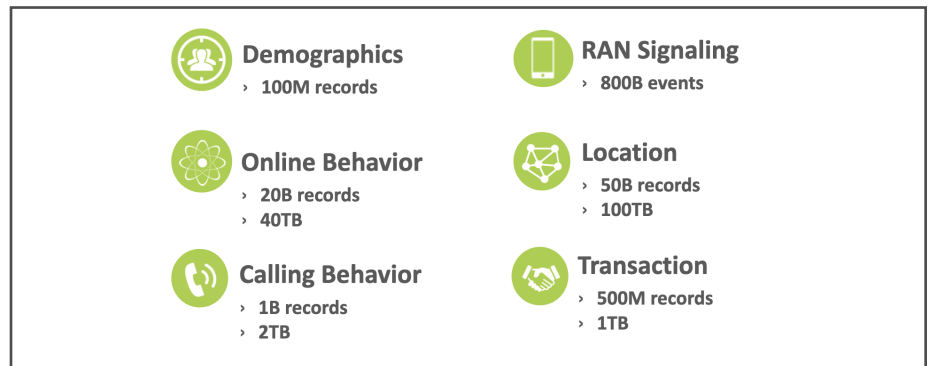 Demographics
› 100M records
Online Behavior
› 20B records
› 40TB
Calling Behavior
› 1B records
› 2TB
RAN Signaling
› 800B events
Location
› 50B records
› 100TB
Transaction
› 500M records
› 1TB